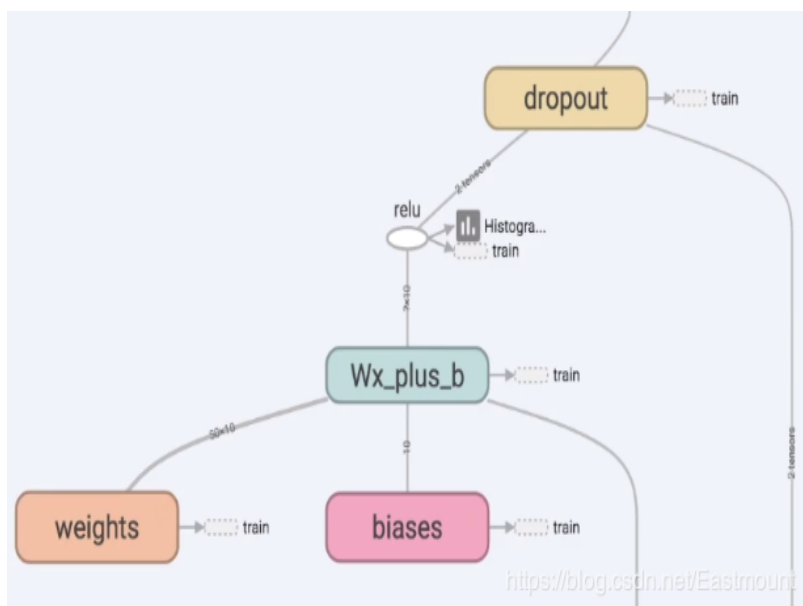 dropout
train
2 tensors
relu
Histogra...
train
?×10
Wx_plus_b
train
50×10
10
2 tensors
weights
train
biases
train
https://blog.csdn.net/Eastmount